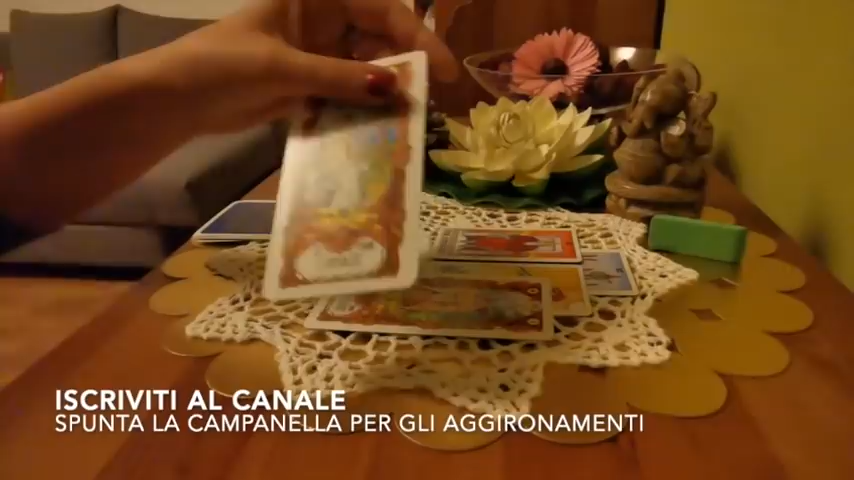 ISCRIVITI AL CANALE
SPUNTA LA CAMPANELLA PER GLI AGGIRONAMENTI